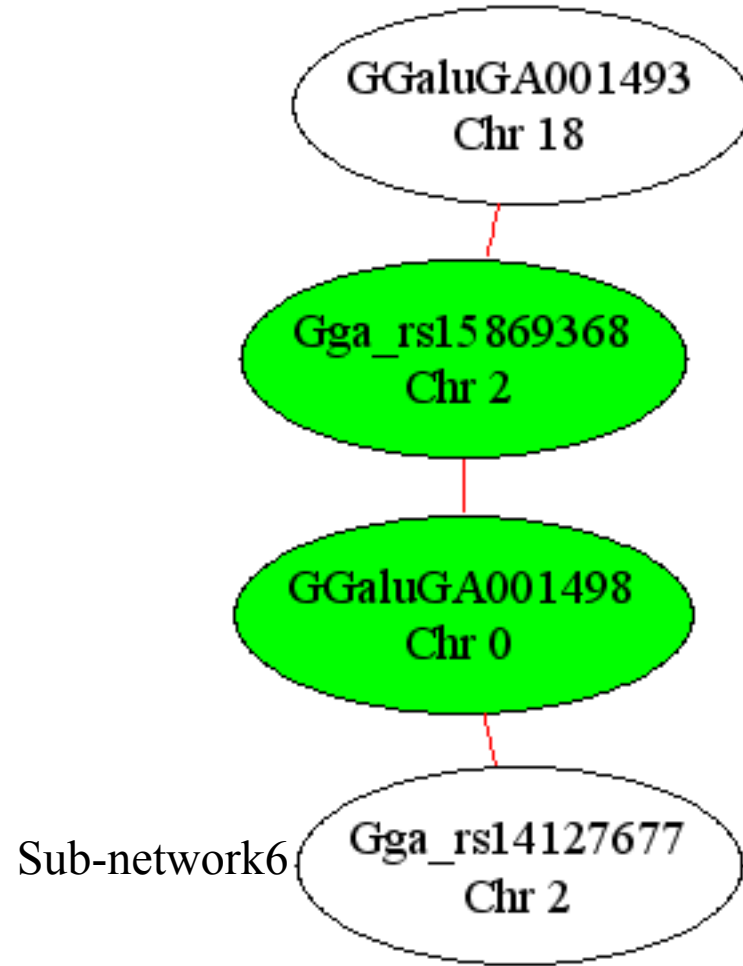 GGaluGA001493
Chr 18
Gga_rs15869368
Chr 2
GGaluGA001498
Chr 0
Sub-network6
Gga_rs14127677
Chr 2